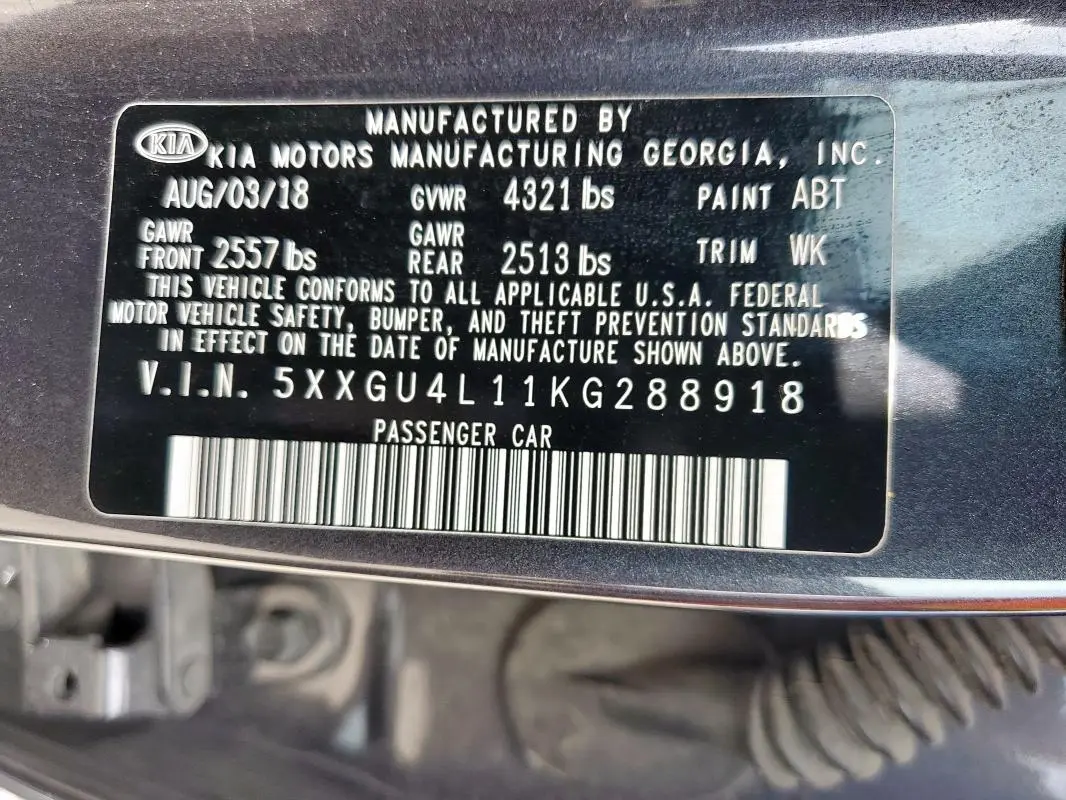 MANUFACTURED BY
KIA KIA MOTORS MANUFACTURING GEORGIA, INC.
AUG/03/18 GVWR 4321 lbs PAINT ABT
GAWR FRONT 2557 lbs GAWR REAR 2513 lbs TRIM WK
THIS VEHICLE CONFORMS TO ALL APPLICABLE U.S.A. FEDERAL
MOTOR VEHICLE SAFETY, BUMPER, AND THEFT PREVENTION STANDARDS
IN EFFECT ON THE DATE OF MANUFACTURE SHOWN ABOVE.
V.I.N. 5XXGU4L11KG288918
PASSENGER CAR